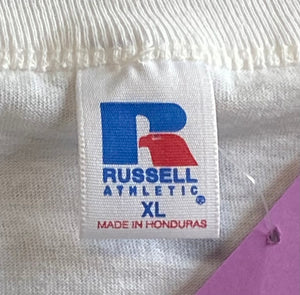 R
RUSSELL
ATHLETIC®
XL
MADE IN HONDURAS